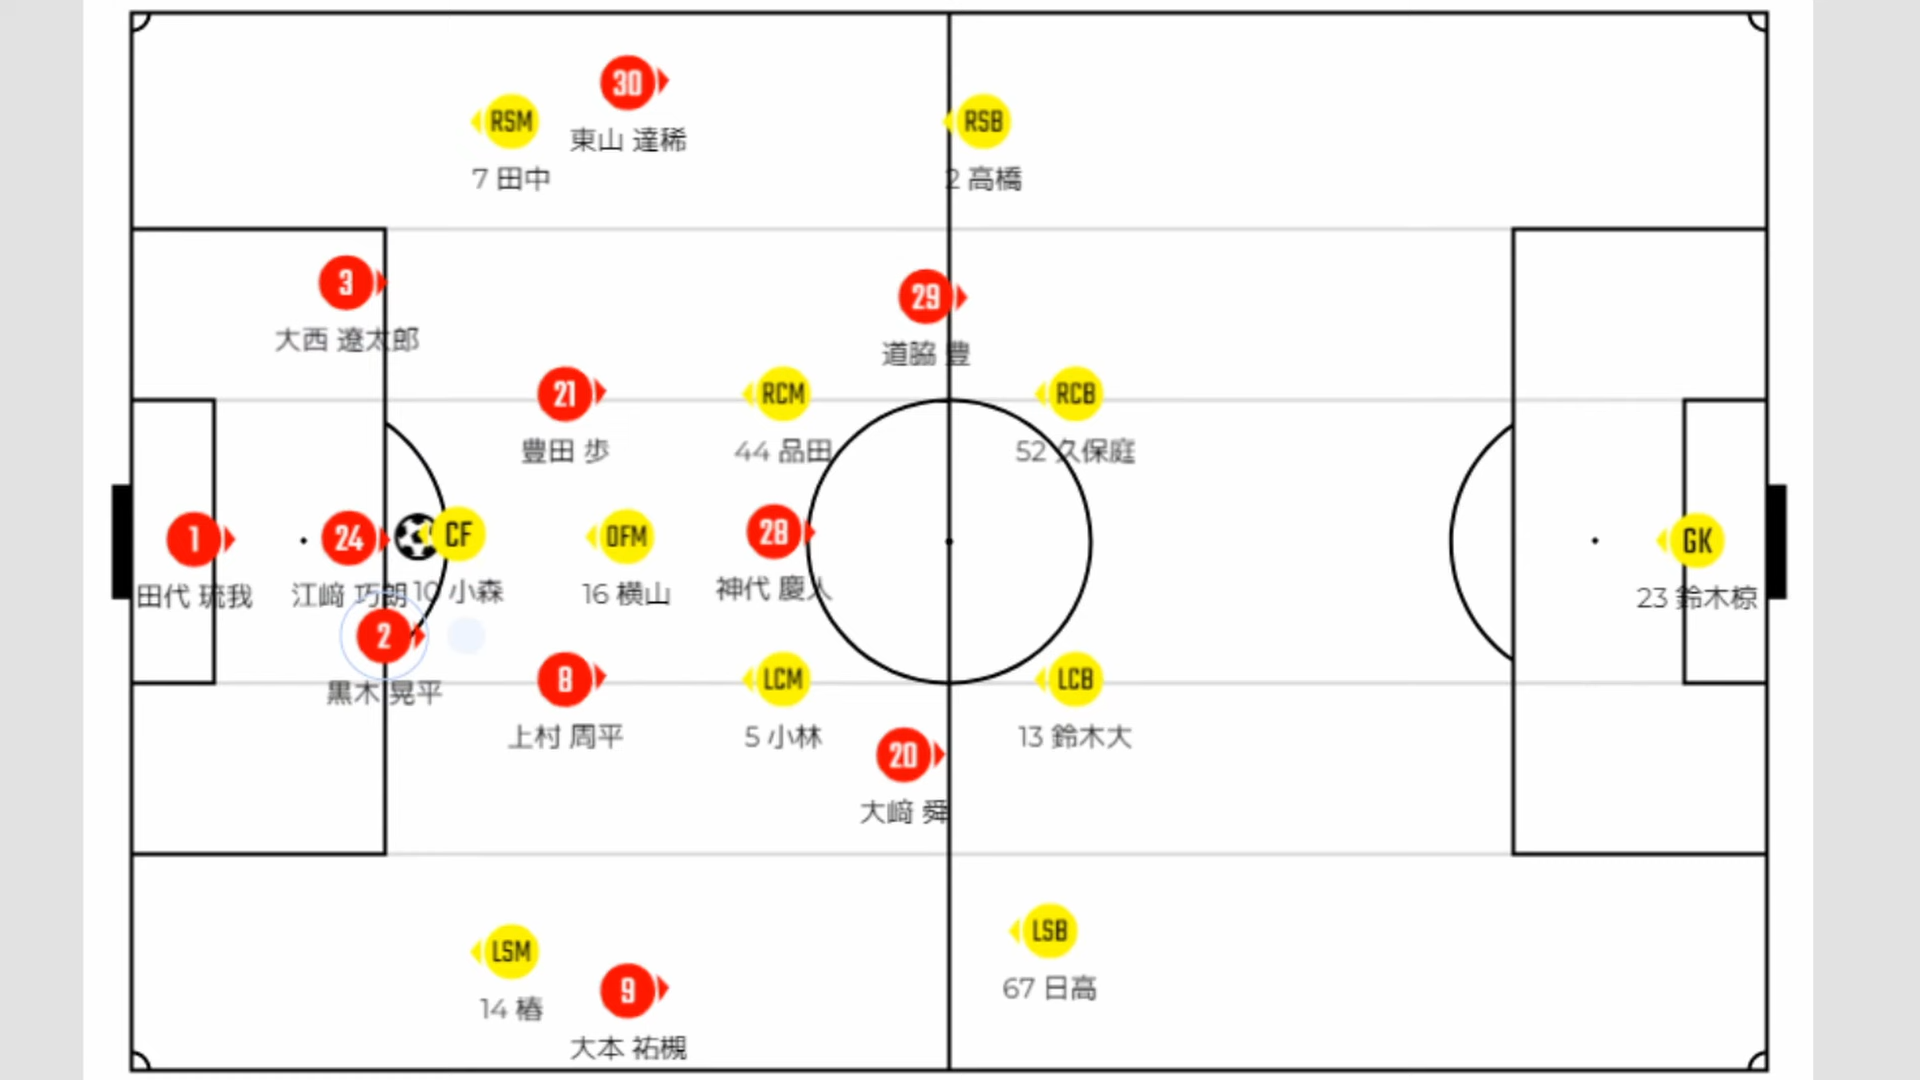 30
東山 達稀
RSM
7 田中
RSB
2 高橋
3
大西 遼太郎
29
道脇 豊
21
豊田 歩
RCM
44 品田
RCB
52 久保庭
1
田代 琉我
24
江﨑 巧朗
CF
10 小森
OFM
16 横山
28
神代 慶人
GK
23 鈴木椋
2
黒木 晃平
8
上村 周平
LCM
5 小林
LCB
13 鈴木大
20
大﨑 舜
LSM
14 椿
9
大本 祐槻
LSB
67 日高